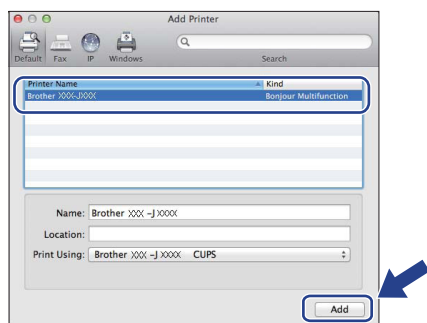 Add Printer
Default Fax IP Windows Search
Printer Name Kind
Brother XXX-JXXX Bonjour Multifunction
Name: Brother XXX -J XXXX
Location:
Print Using: Brother XXX -J XXXX CUPS
Add